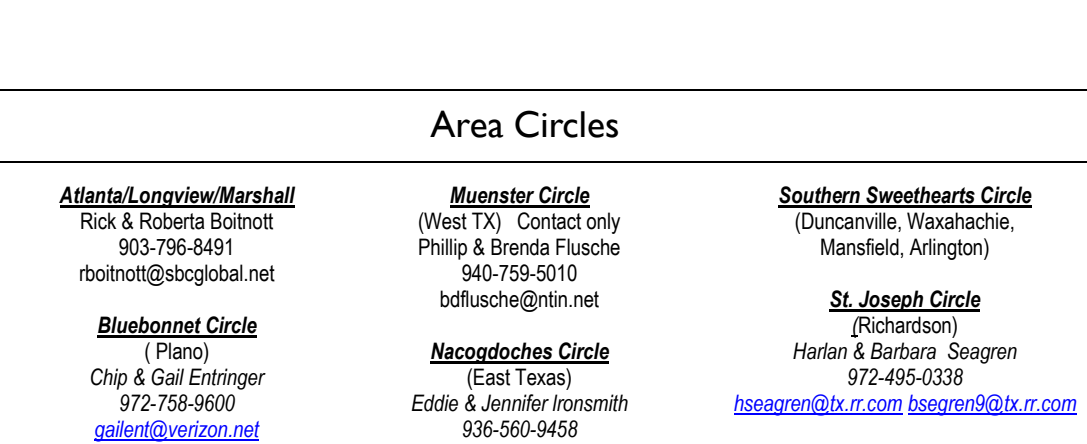 Area Circles
Atlanta/Longview/Marshall
Rick & Roberta Boitnott
903-796-8491
rboitnott@sbcglobal.net
Bluebonnet Circle
( Plano)
Chip & Gail Entringer
972-758-9600
gailent@verizon.net
Muenster Circle
(West TX)   Contact only
Phillip & Brenda Flusche
940-759-5010
bdflusche@ntin.net
Nacogdoches Circle
(East Texas)
Eddie & Jennifer Ironsmith
936-560-9458
Southern Sweethearts Circle
(Duncanville, Waxahachie,
Mansfield, Arlington)
St. Joseph Circle
(Richardson)
Harlan & Barbara  Seagren
972-495-0338
hseagren@tx.rr.com bsegren9@tx.rr.com